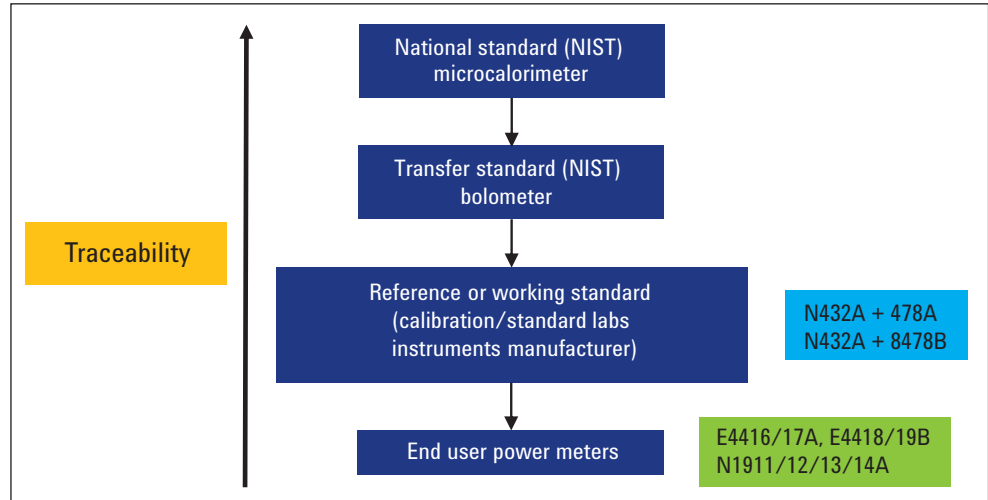 National standard (NIST)
microcalorimeter
Transfer standard (NIST)
bolometer
Traceability
Reference or working standard
(calibration/standard labs
instruments manufacturer)
N432A + 478A
N432A + 8478B
End user power meters
E4416/17A, E4418/19B
N1911/12/13/14A